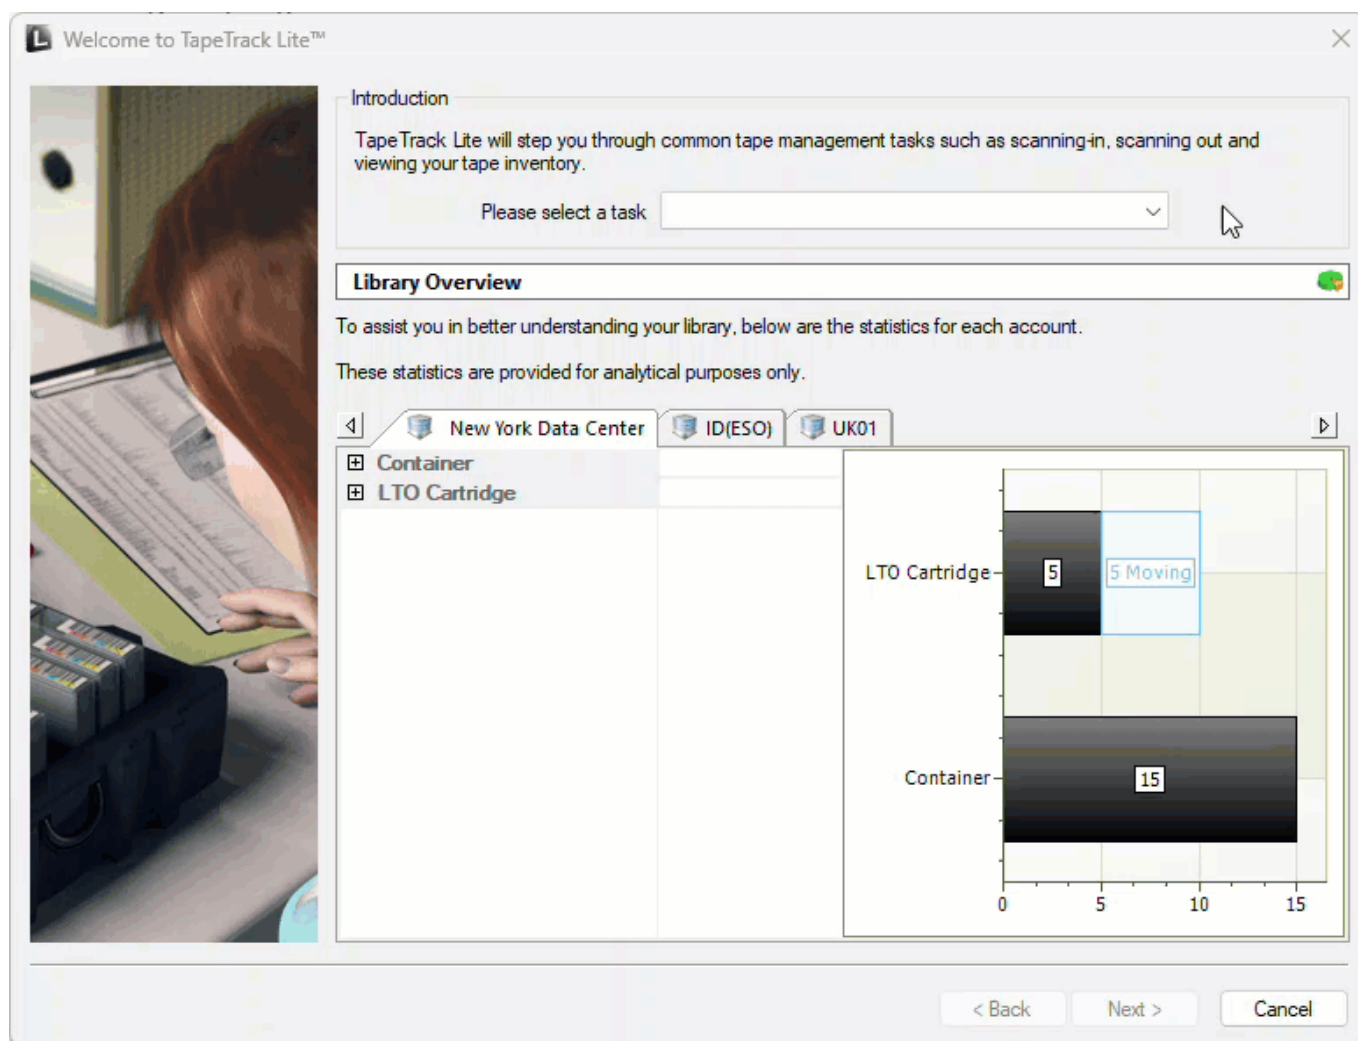 Welcome to TapeTrack Lite™
Introduction
TapeTrack Lite will step you through common tape management tasks such as scanning-in, scanning out and
viewing your tape inventory.
Please select a task
Library Overview
To assist you in better understanding your library, below are the statistics for each account.
These statistics are provided for analytical purposes only.
New York Data Center
ID(ESO)
UK01
Container
LTO Cartridge
LTO Cartridge
5
5 Moving
Container
15
0 5 10 15
< Back
Next >
Cancel